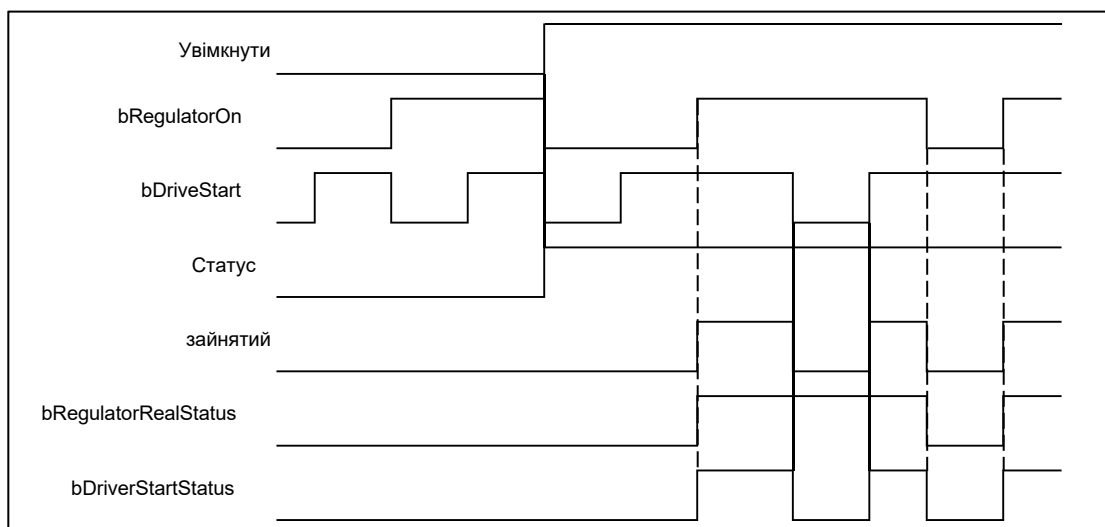 Увімкнути
bRegulatorOn
bDriveStart
Статус
зайнятий
bRegulatorRealStatus
bDriverStartStatus